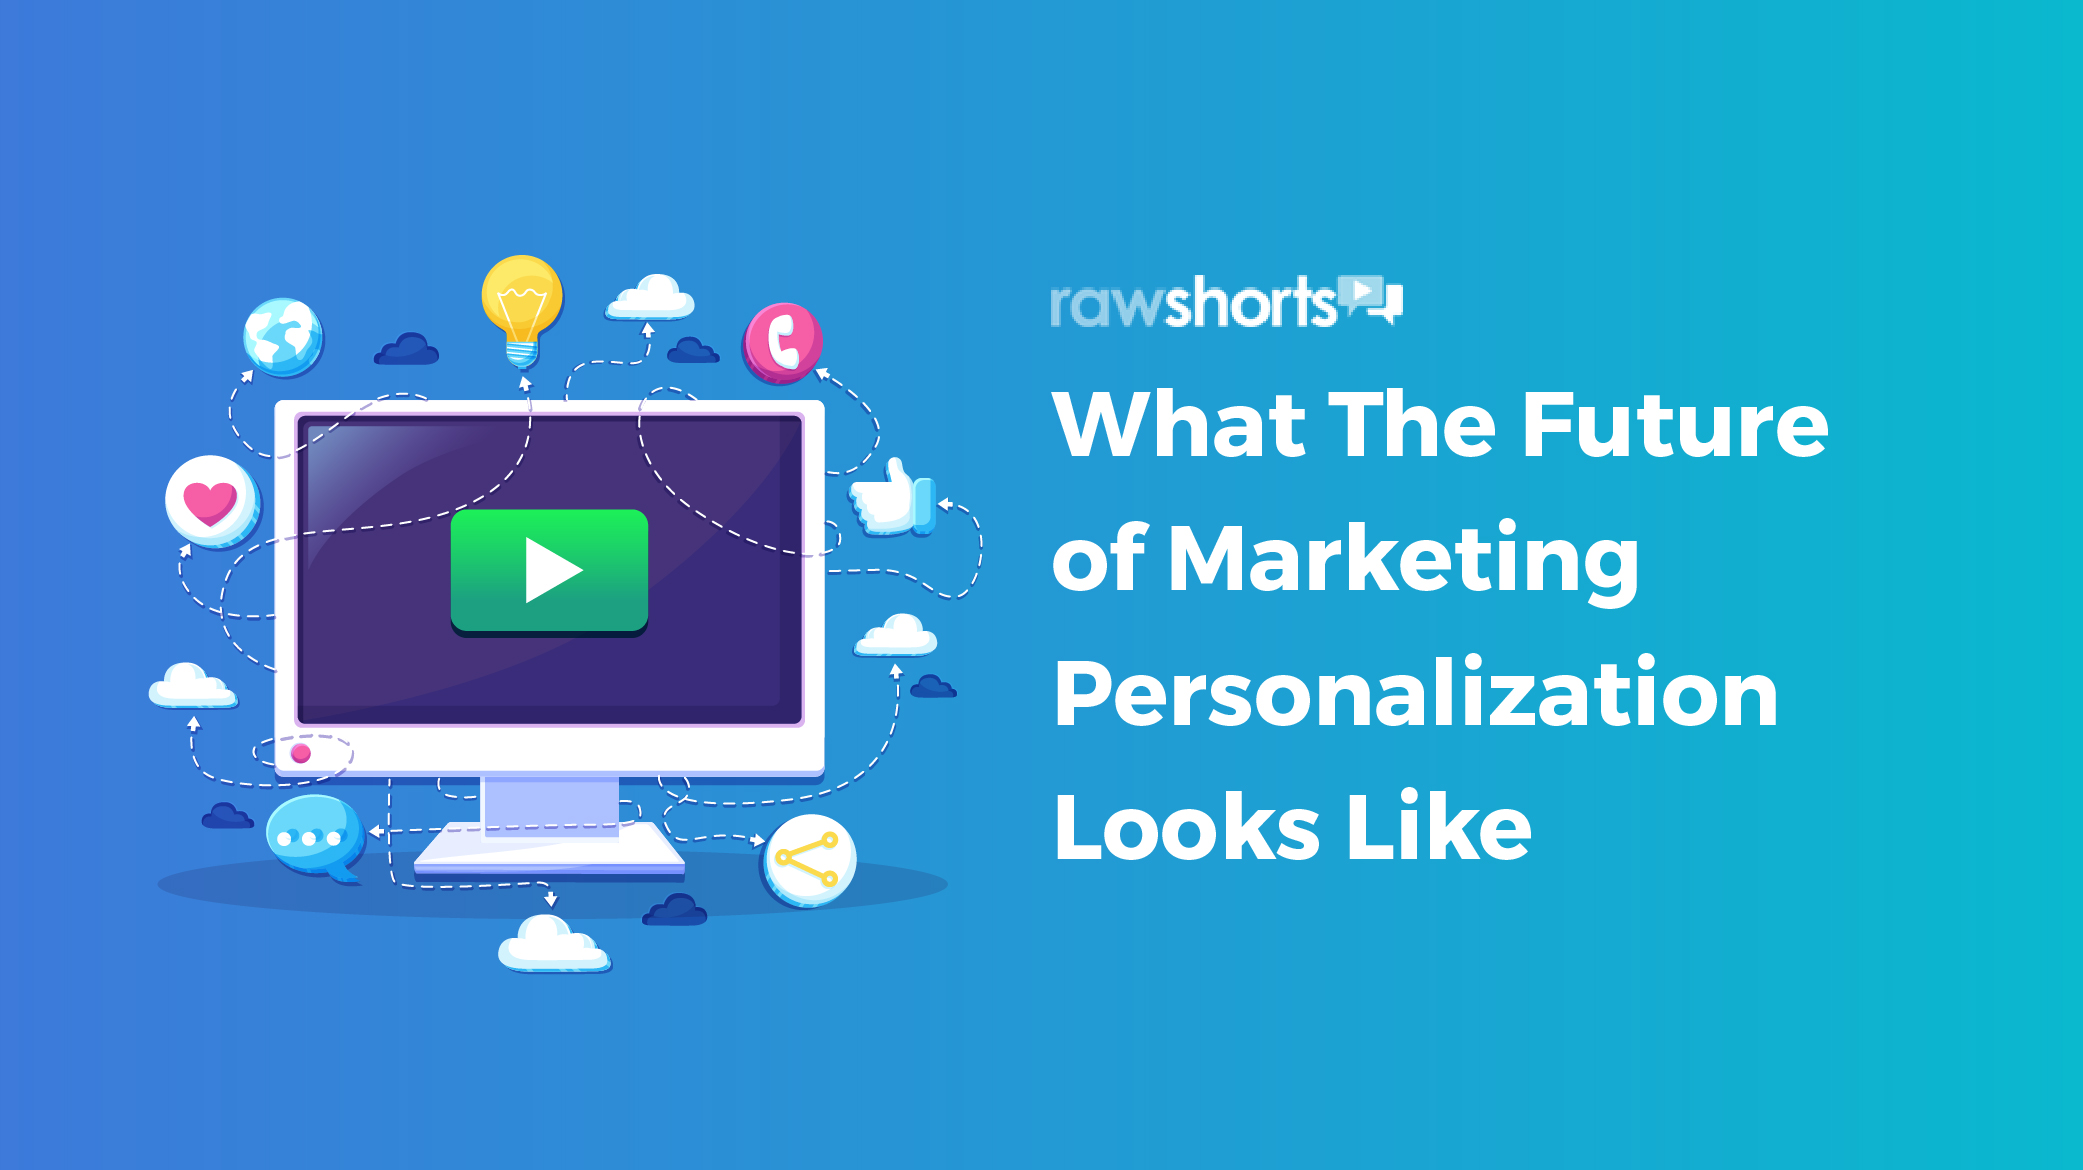 rawshorts
What The Future
of Marketing
Personalization
Looks Like